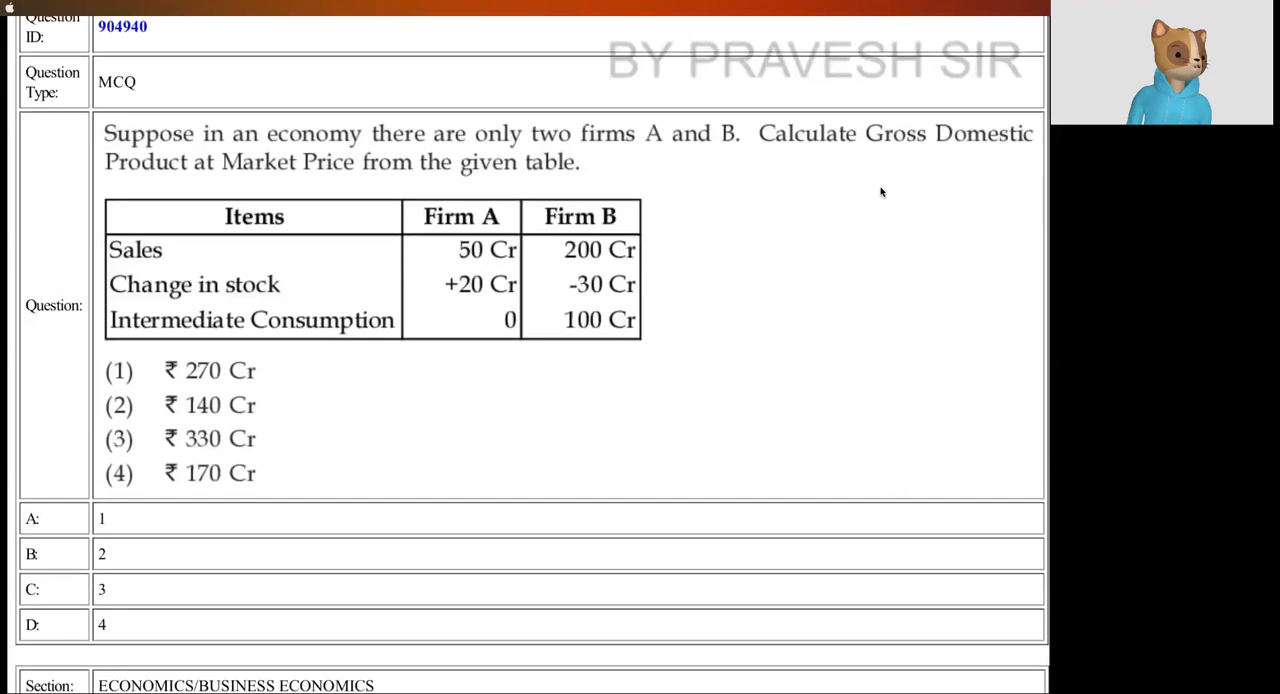 Question
ID:
904940
BY PRAVESH SIR
Question
Type:
MCQ
Question:
Suppose in an economy there are only two firms A and B. Calculate Gross Domestic
Product at Market Price from the given table.
Items Firm A Firm B
Sales 50 Cr 200 Cr
Change in stock +20 Cr -30 Cr
Intermediate Consumption 0 100 Cr
(1) ₹ 270 Cr
(2) ₹ 140 Cr
(3) ₹ 330 Cr
(4) ₹ 170 Cr
A: 1
B: 2
C: 3
D: 4
Section: ECONOMICS/BUSINESS ECONOMICS